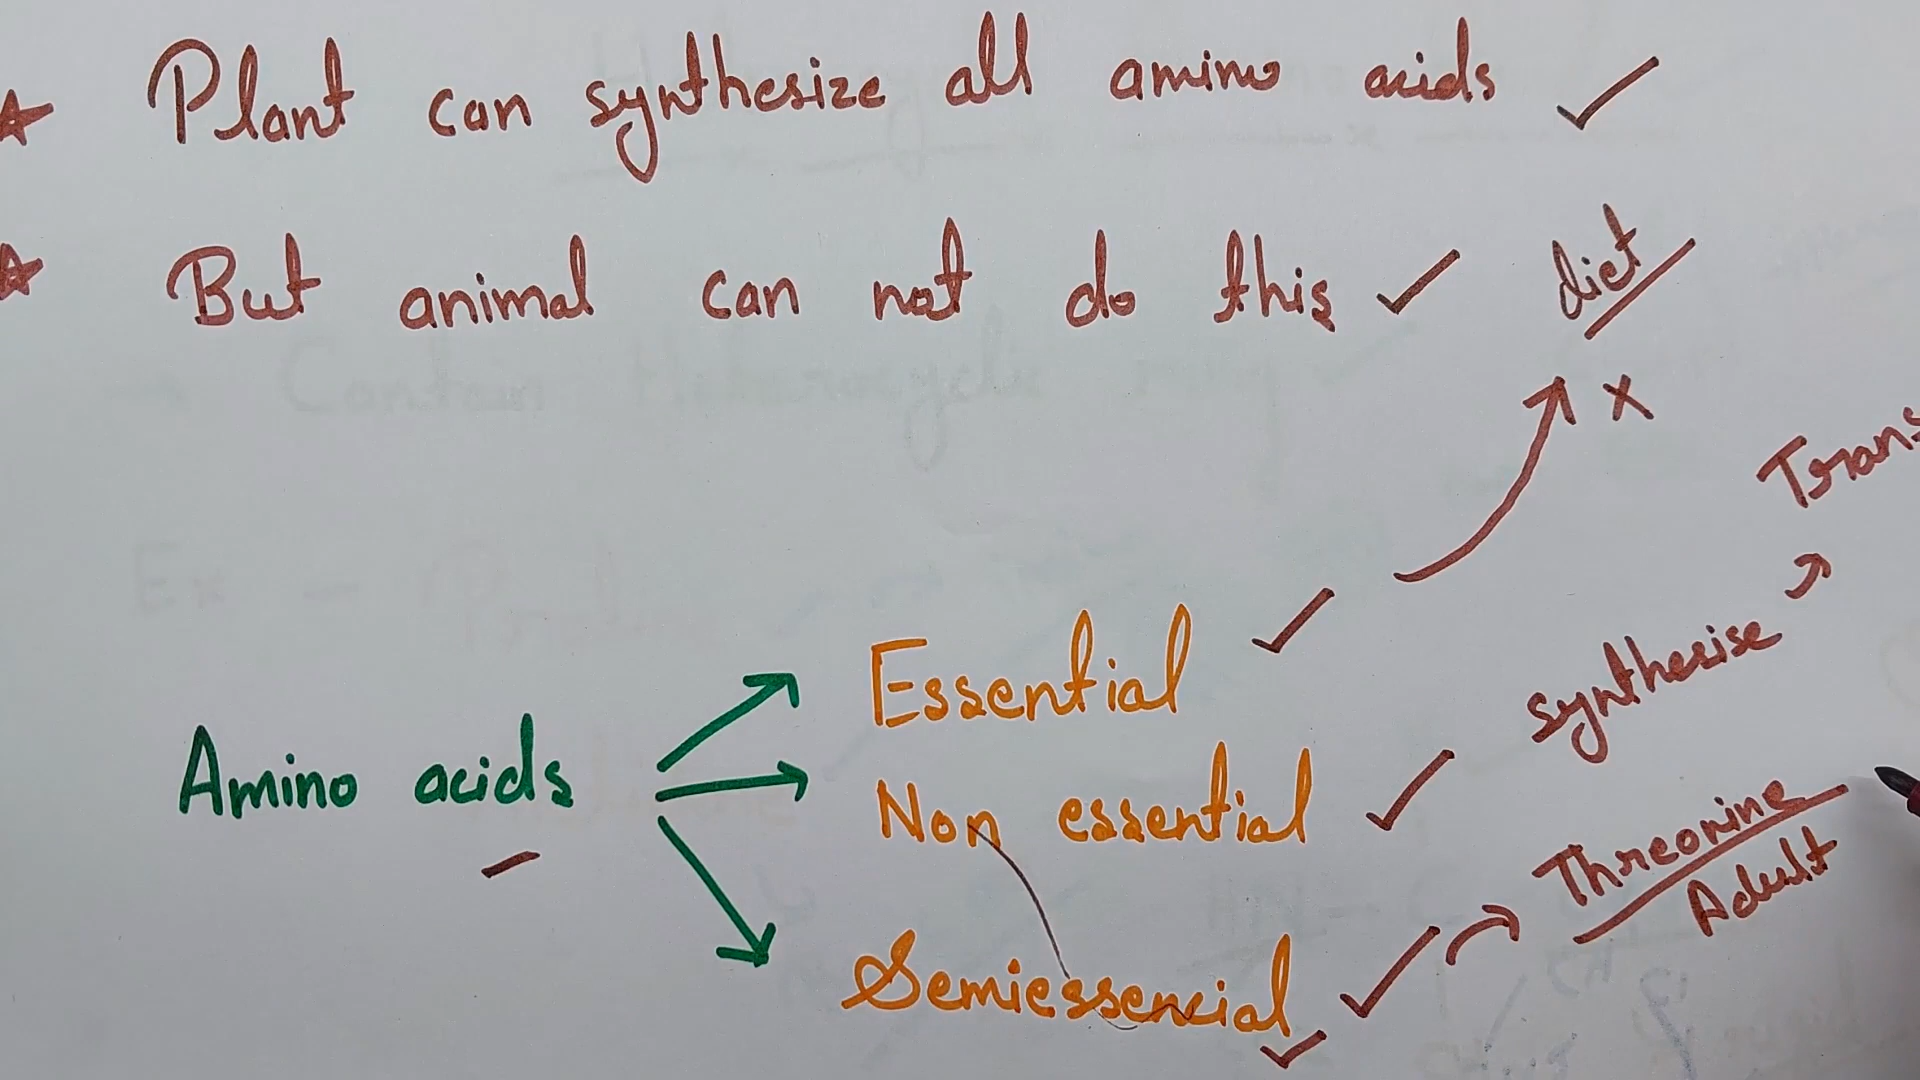 Plant can synthesize all amino acids
But animal can not do this
diet
Trans
Essential
synthesise
Amino acids
Non essential
Threonine
Adult
Semiessencial